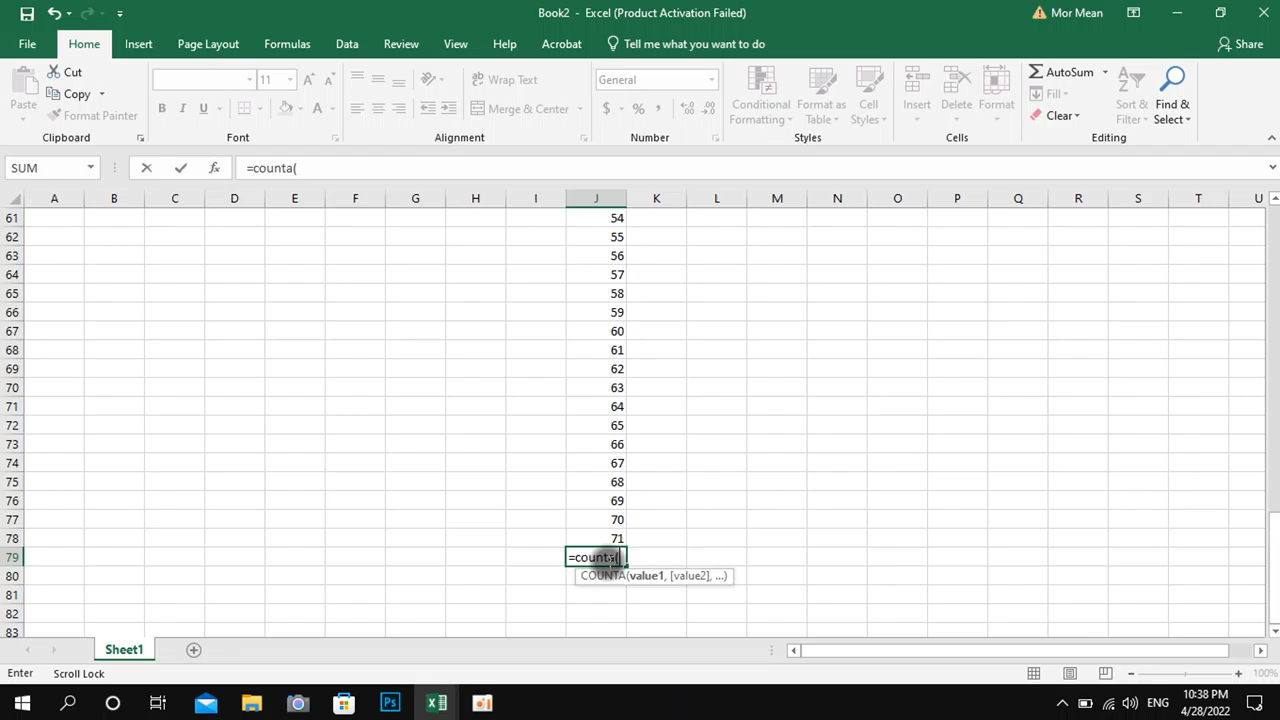 Book2 - Excel (Product Activation Failed)
Mor Mean
File Home Insert Page Layout Formulas Data Review View Help Acrobat Tell me what you want to do Share
Paste
Cut
Copy
Format Painter
Clipboard
11
B I U
A A
A
Font
Wrap Text
Merge & Center
Alignment
General
$ % ,
Number
Conditional Formatting
Format as Table
Cell Styles
Styles
Insert
Delete
Format
Cells
AutoSum
Fill
Clear
Sort & Filter
Find & Select
Editing
SUM
fx
=counta(
A B C D E F G H I J K L M N O P Q R S T U
61 54
62 55
63 56
64 57
65 58
66 59
67 60
68 61
69 62
70 63
71 64
72 65
73 66
74 67
75 68
76 69
77 70
78 71
79 =counta(
80 COUNTA(value1, [value2], ...)
81
82
83
Sheet1
Enter Scroll Lock
100%
Ps
ENG
10:38 PM
4/28/2022